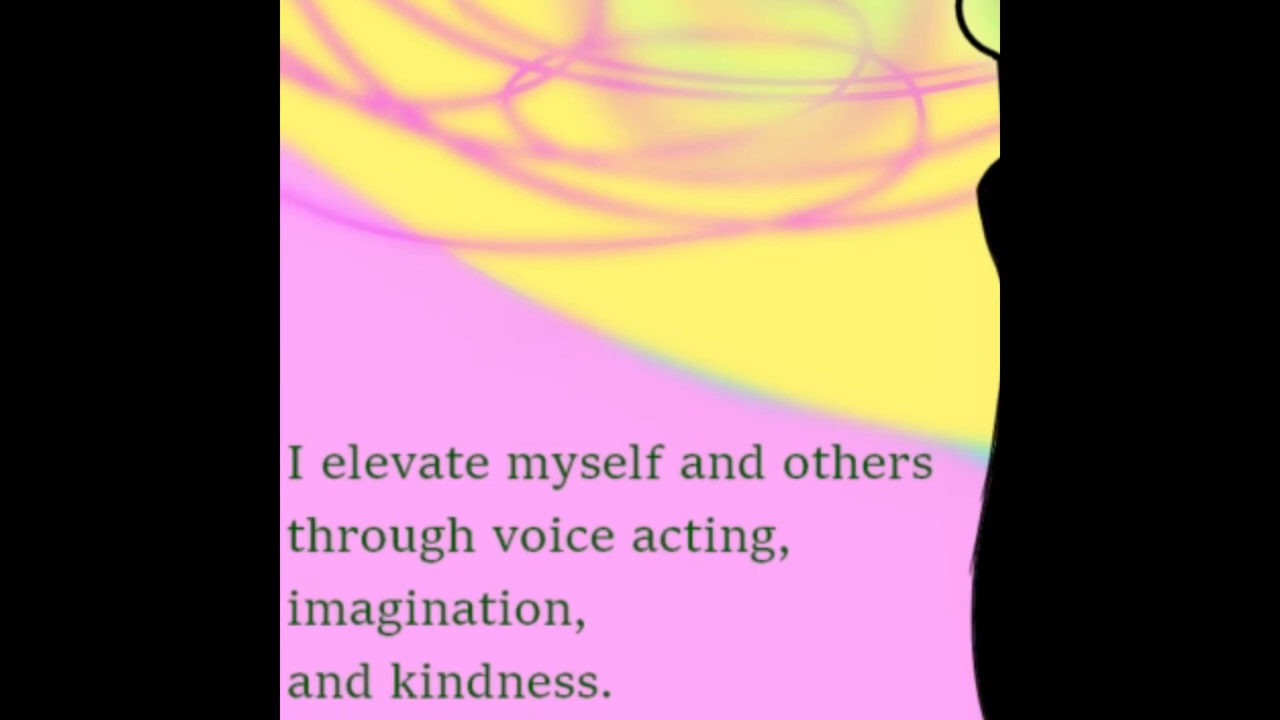 I elevate myself and others
through voice acting,
imagination,
and kindness.